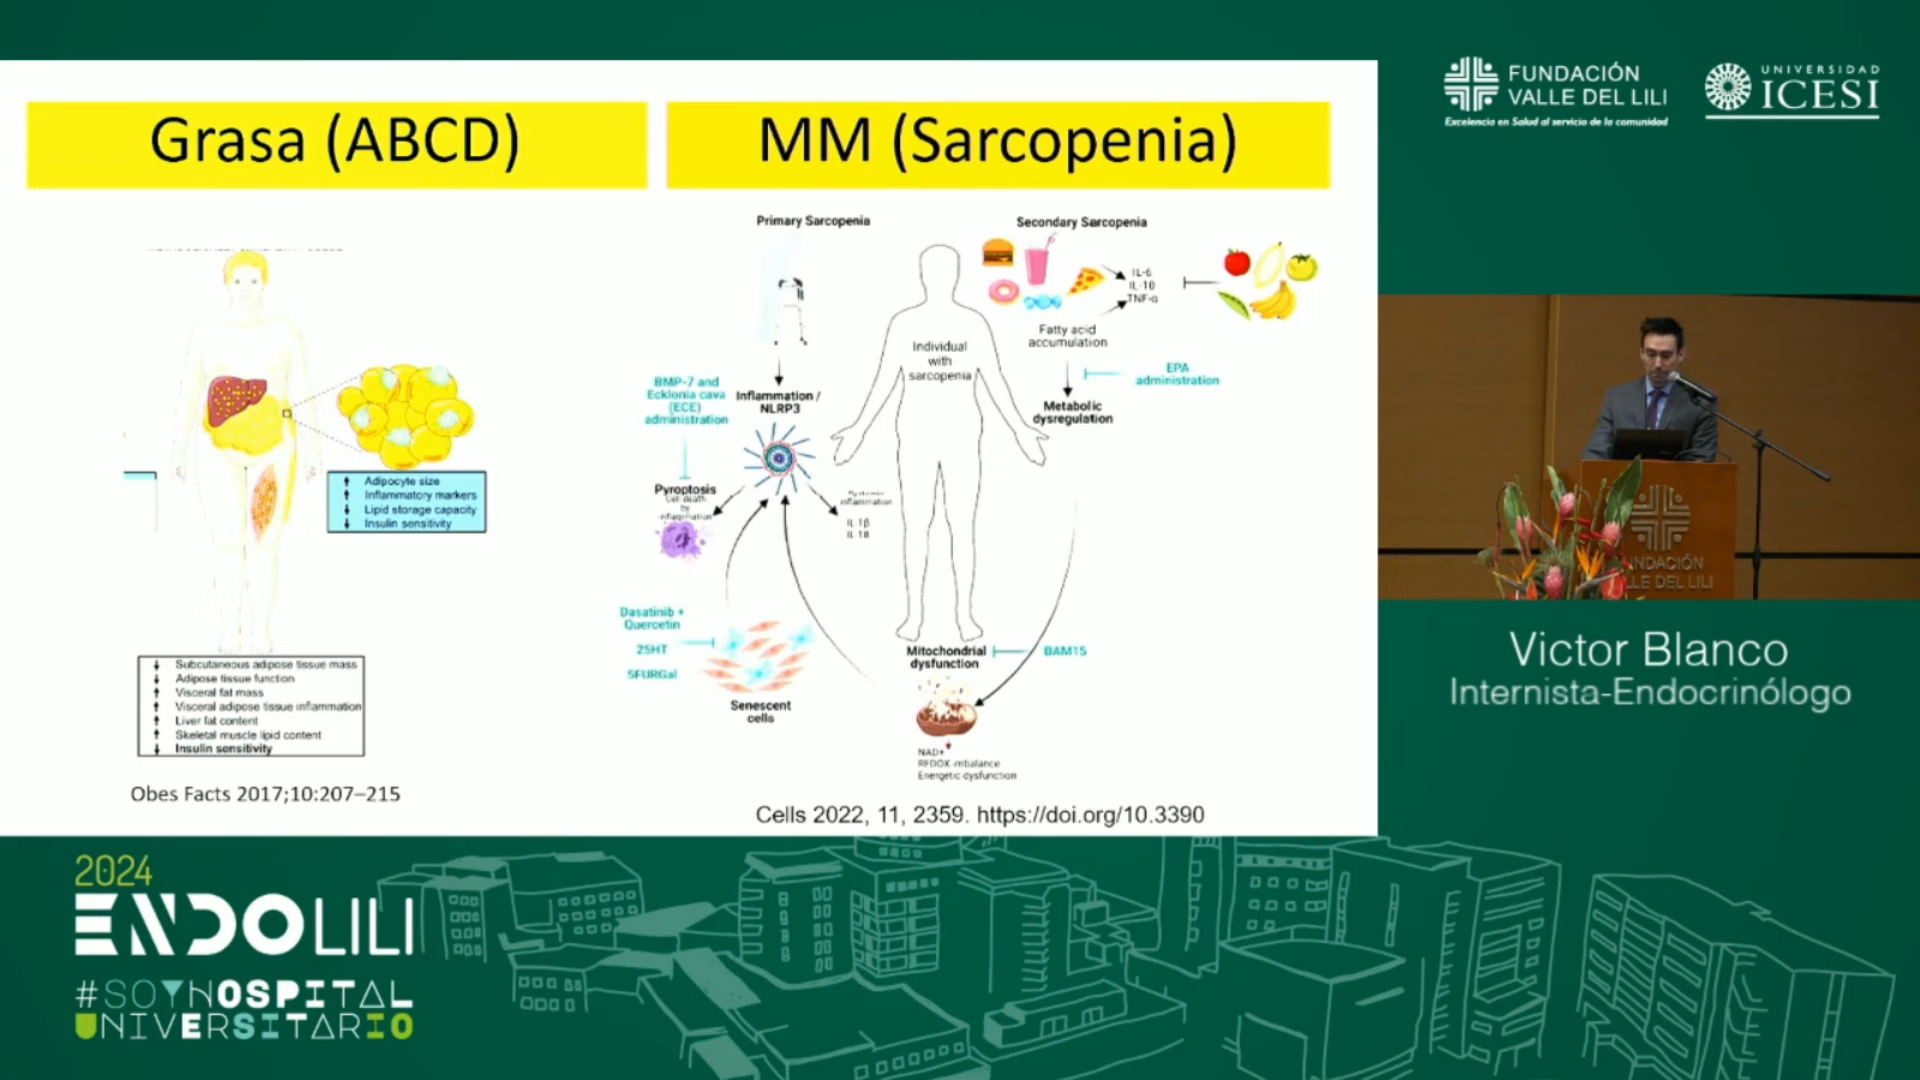 Grasa (ABCD)
Adipocyte size
Inflammatory markers
Lipid storage capacity
Insulin sensitivity
Subcutaneous adipose tissue mass
Adipose tissue function
Visceral fat mass
Visceral adipose tissue inflammation
Liver fat content
Skeletal muscle lipid content
Insulin sensitivity
Obes Facts 2017;10:207–215
MM (Sarcopenia)
Primary Sarcopenia
Secondary Sarcopenia
IL-6
IL-10
TNF-α
Fatty acid
accumulation
Individual
with
sarcopenia
EPA
administration
BMP-7 and
Ecklonia cava
(ECE)
administration
Inflammation /
NLRP3
Metabolic
dysregulation
Pyroptosis
Cell death
by
inflammation
inflammation
IL-1β
IL-18
Dasatinib +
Quercetin
25HT
SFURGal
Senescent
cells
Mitochondrial
dysfunction
BAM15
NAD+
REDOX imbalance
Energetic dysfunction
Cells 2022, 11, 2359. https://doi.org/10.3390
FUNDACIÓN
VALLE DEL LILI
Excelencia en Salud al servicio de la comunidad
UNIVERSIDAD
ICESI
Victor Blanco
Internista-Endocrinólogo
2024
ENDOLILI
#SOYHOSPITAL
UNIVERSITARIO